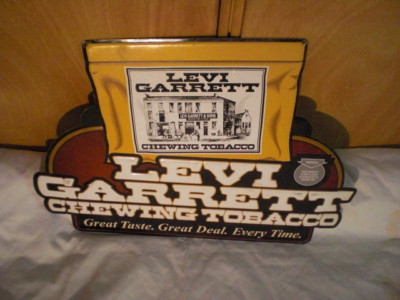 LEVI
GARRETT
CHEWING TOBACCO
LEVI
GARRETT
CHEWING TOBACCO
Great Taste. Great Deal. Every Time.